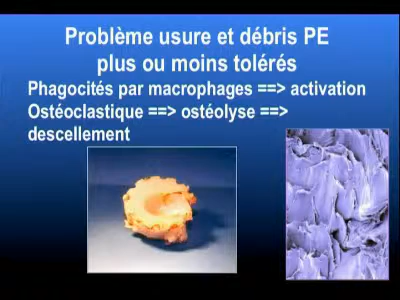 Problème usure et débris PE
plus ou moins tolérés
Phagocités par macrophages ==> activation
Ostéoclastique ==> ostéolyse ==>
descellement